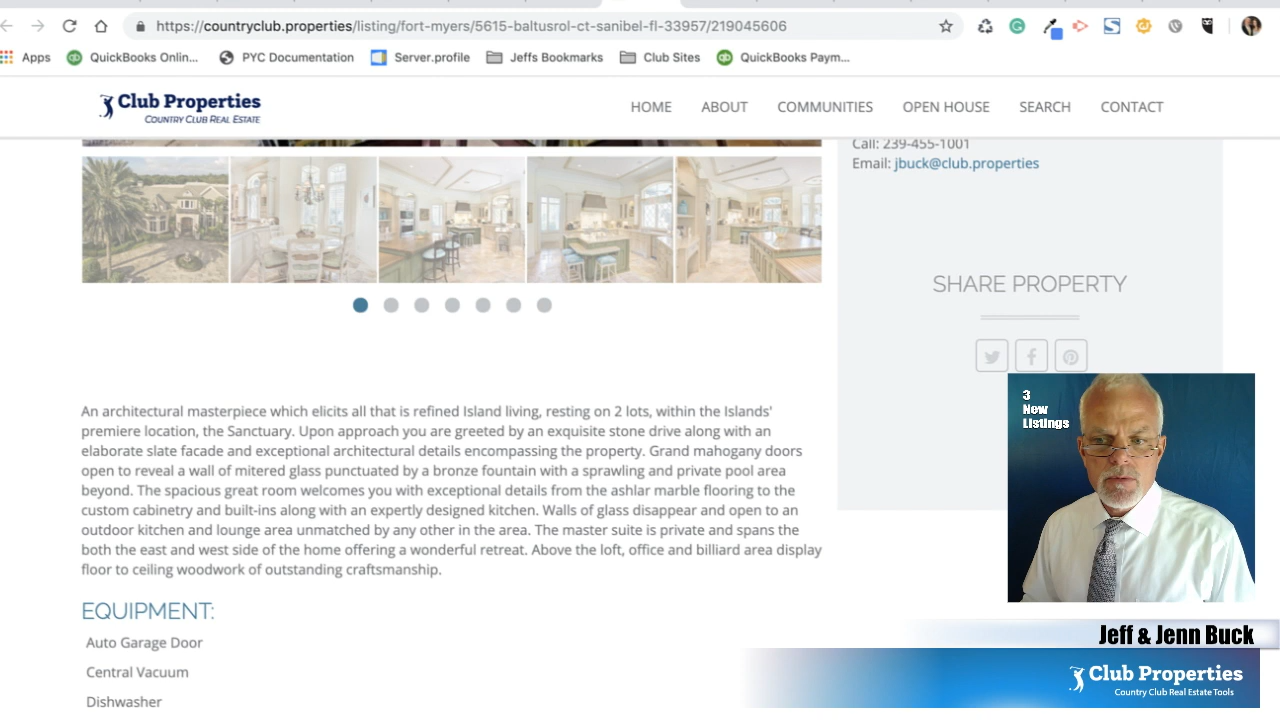 https://countryclub.properties/listing/fort-myers/5615-baltusrol-ct-sanibel-fl-33957/219045606
Apps QuickBooks Onlin... PYC Documentation Server.profile Jeffs Bookmarks Club Sites QuickBooks Paym...
Club Properties
COUNTRY CLUB REAL ESTATE
HOME ABOUT COMMUNITIES OPEN HOUSE SEARCH CONTACT
Call: 239-455-1001
Email: jbuck@club.properties
SHARE PROPERTY
An architectural masterpiece which elicits all that is refined Island living, resting on 2 lots, within the Islands'
premiere location, the Sanctuary. Upon approach you are greeted by an exquisite stone drive along with an
elaborate slate facade and exceptional architectural details encompassing the property. Grand mahogany doors
open to reveal a wall of mitered glass punctuated by a bronze fountain with a sprawling and private pool area
beyond. The spacious great room welcomes you with exceptional details from the ashlar marble flooring to the
custom cabinetry and built-ins along with an expertly designed kitchen. Walls of glass disappear and open to an
outdoor kitchen and lounge area unmatched by any other in the area. The master suite is private and spans the
both the east and west side of the home offering a wonderful retreat. Above the loft, office and billiard area display
floor to ceiling woodwork of outstanding craftsmanship.
EQUIPMENT:
Auto Garage Door
Central Vacuum
Dishwasher
3
New
Listings
Jeff & Jenn Buck
Club Properties
Country Club Real Estate Tools